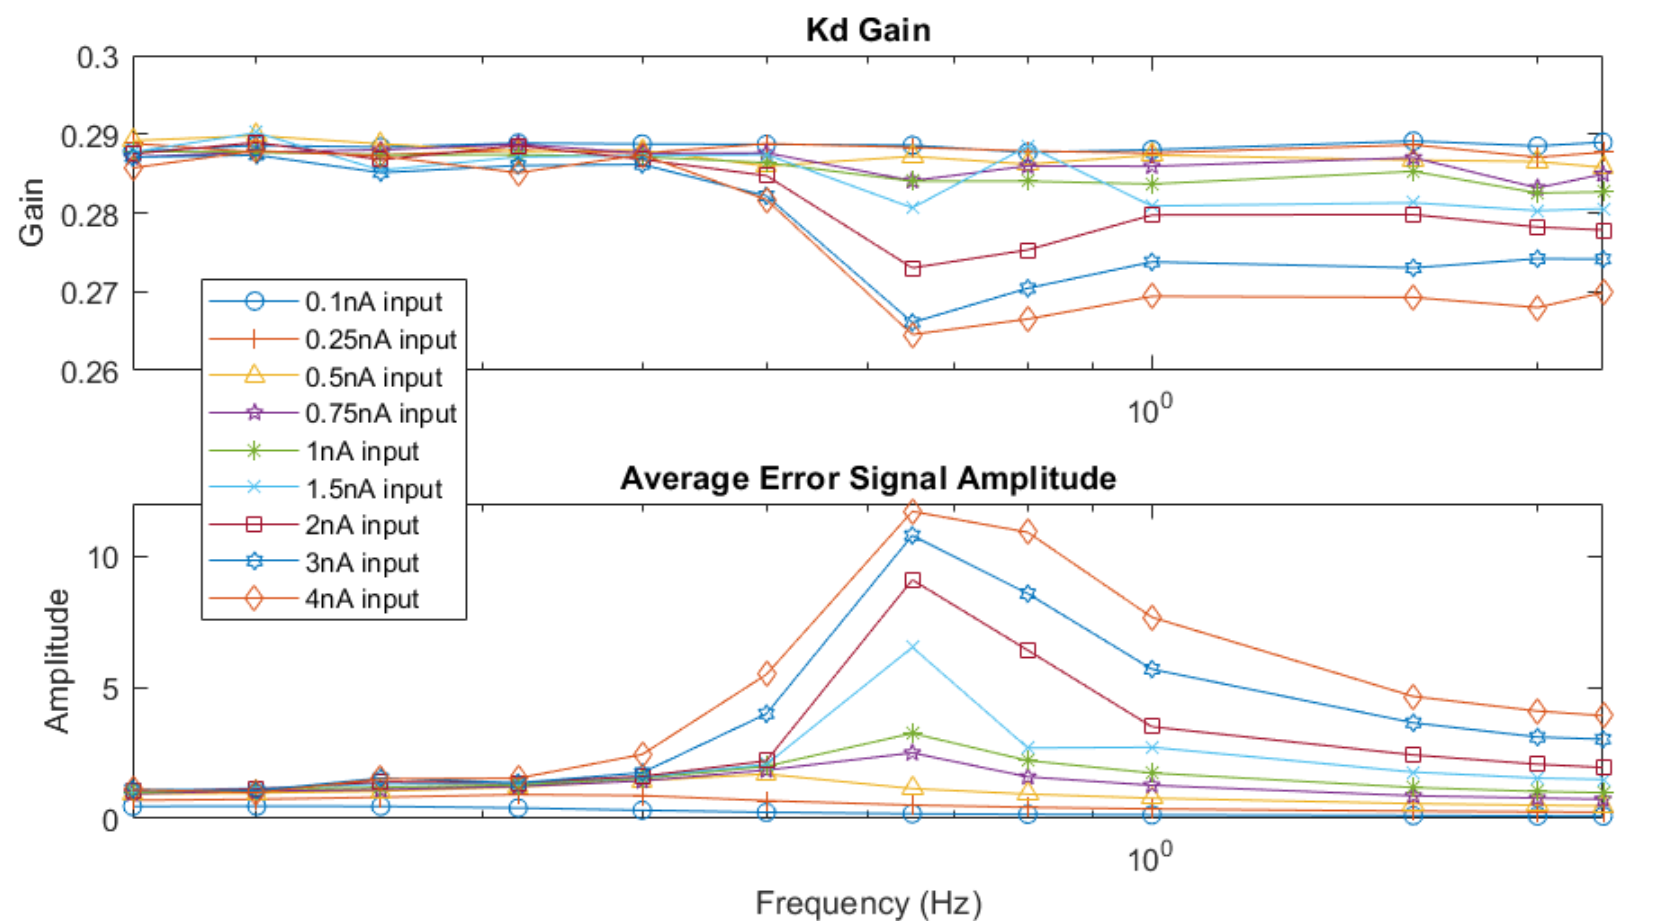 Kd Gain
0.3
0.29
0.28
0.27
0.26
Gain
10^0
0.1nA input
0.25nA input
0.5nA input
0.75nA input
1nA input
1.5nA input
2nA input
3nA input
4nA input
Average Error Signal Amplitude
10
5
0
Amplitude
10^0
Frequency (Hz)